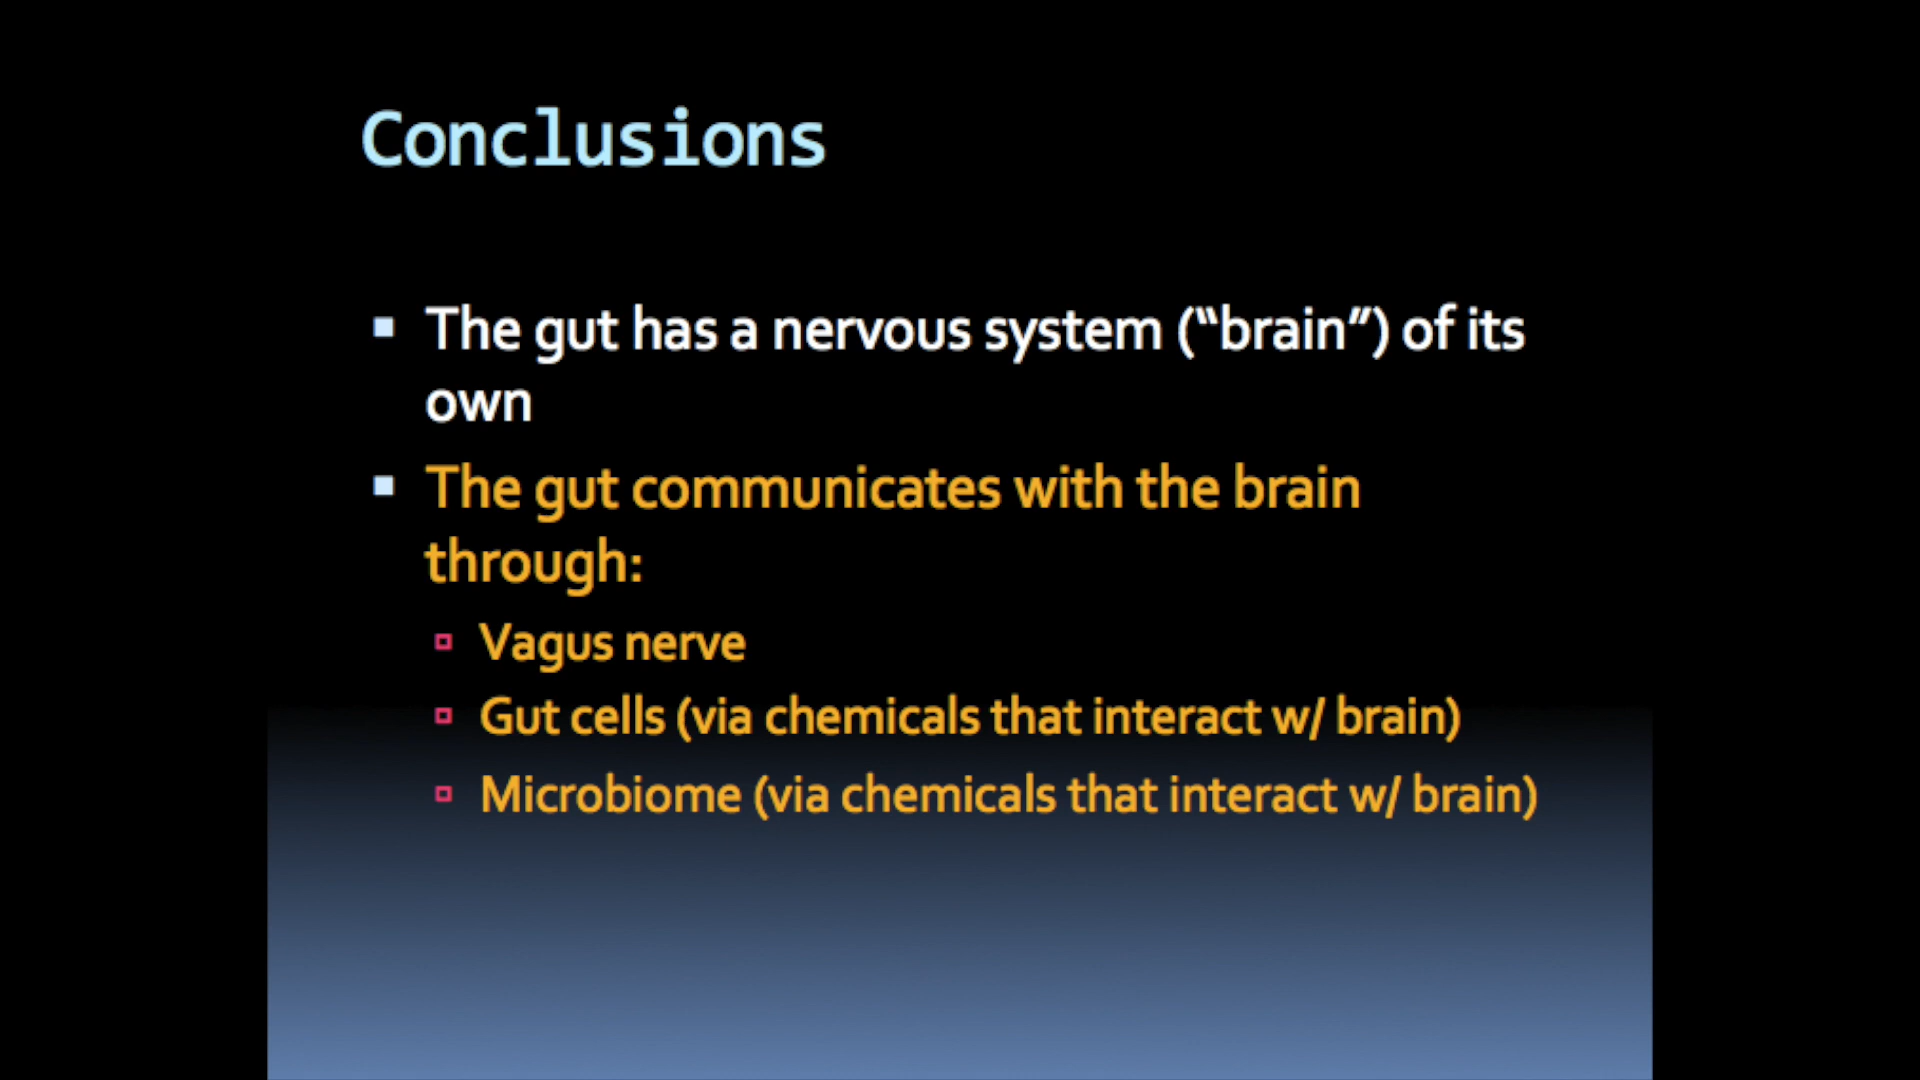 Conclusions
The gut has a nervous system (“brain”) of its
own
The gut communicates with the brain
through:
Vagus nerve
Gut cells (via chemicals that interact w/ brain)
Microbiome (via chemicals that interact w/ brain)